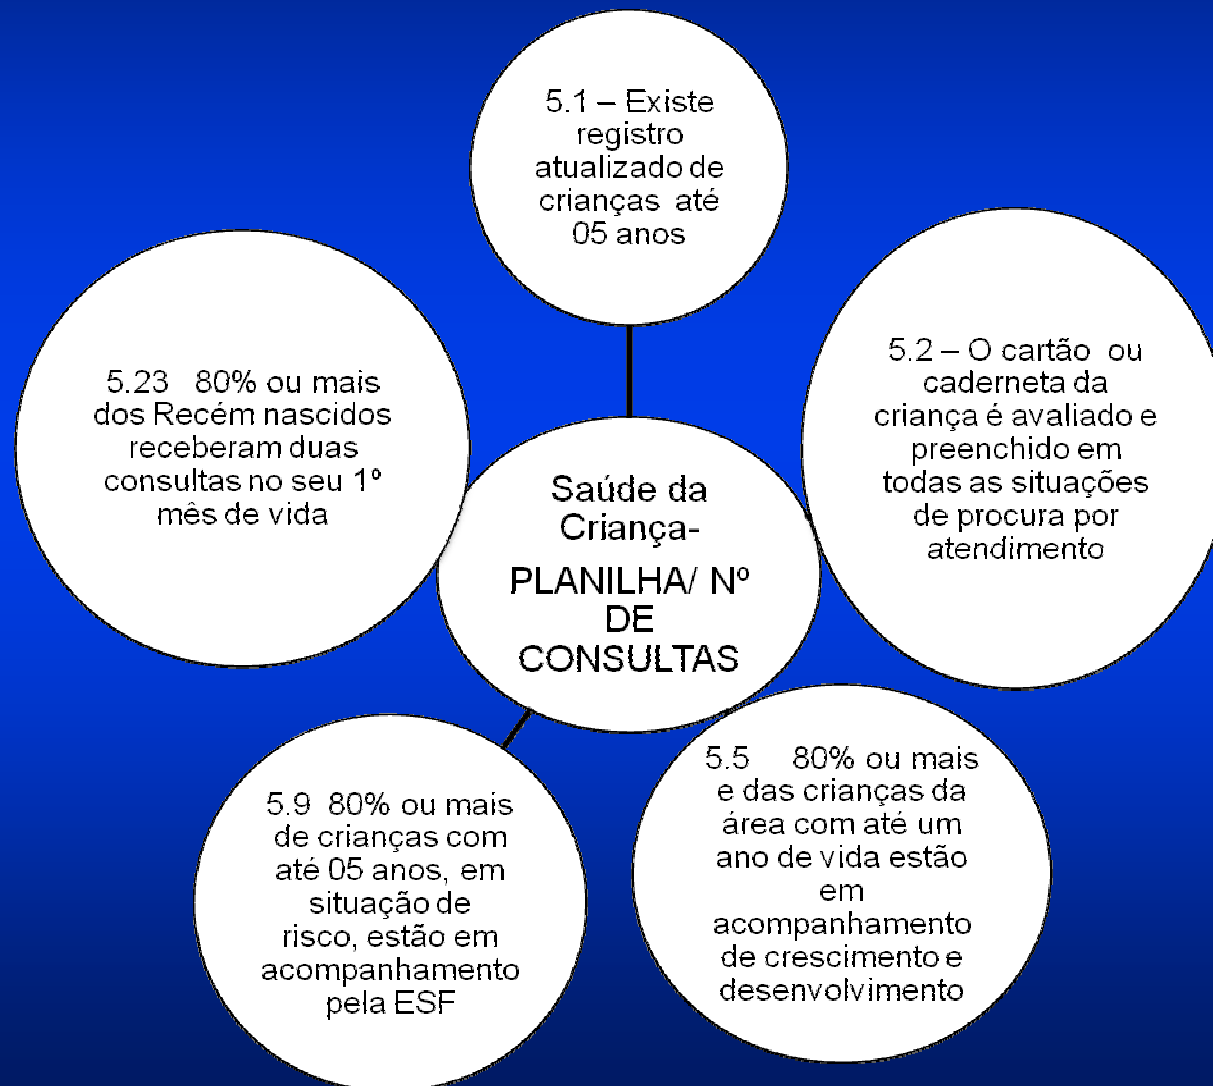 5.1 – Existe
registro
atualizado de
crianças até
05 anos
5.2 – O cartão ou
caderneta da
criança é avaliado e
preenchido em
todas as situações
de procura por
atendimento
5.23 80% ou mais
dos Recém nascidos
receberam duas
consultas no seu 1º
mês de vida
Saúde da
Criança-
PLANILHA/ Nº
DE
CONSULTAS
5.5 80% ou mais
e das crianças da
área com até um
ano de vida estão
em
acompanhamento
de crescimento e
desenvolvimento
5.9 80% ou mais
de crianças com
até 05 anos, em
situação de
risco, estão em
acompanhamento
pela ESF